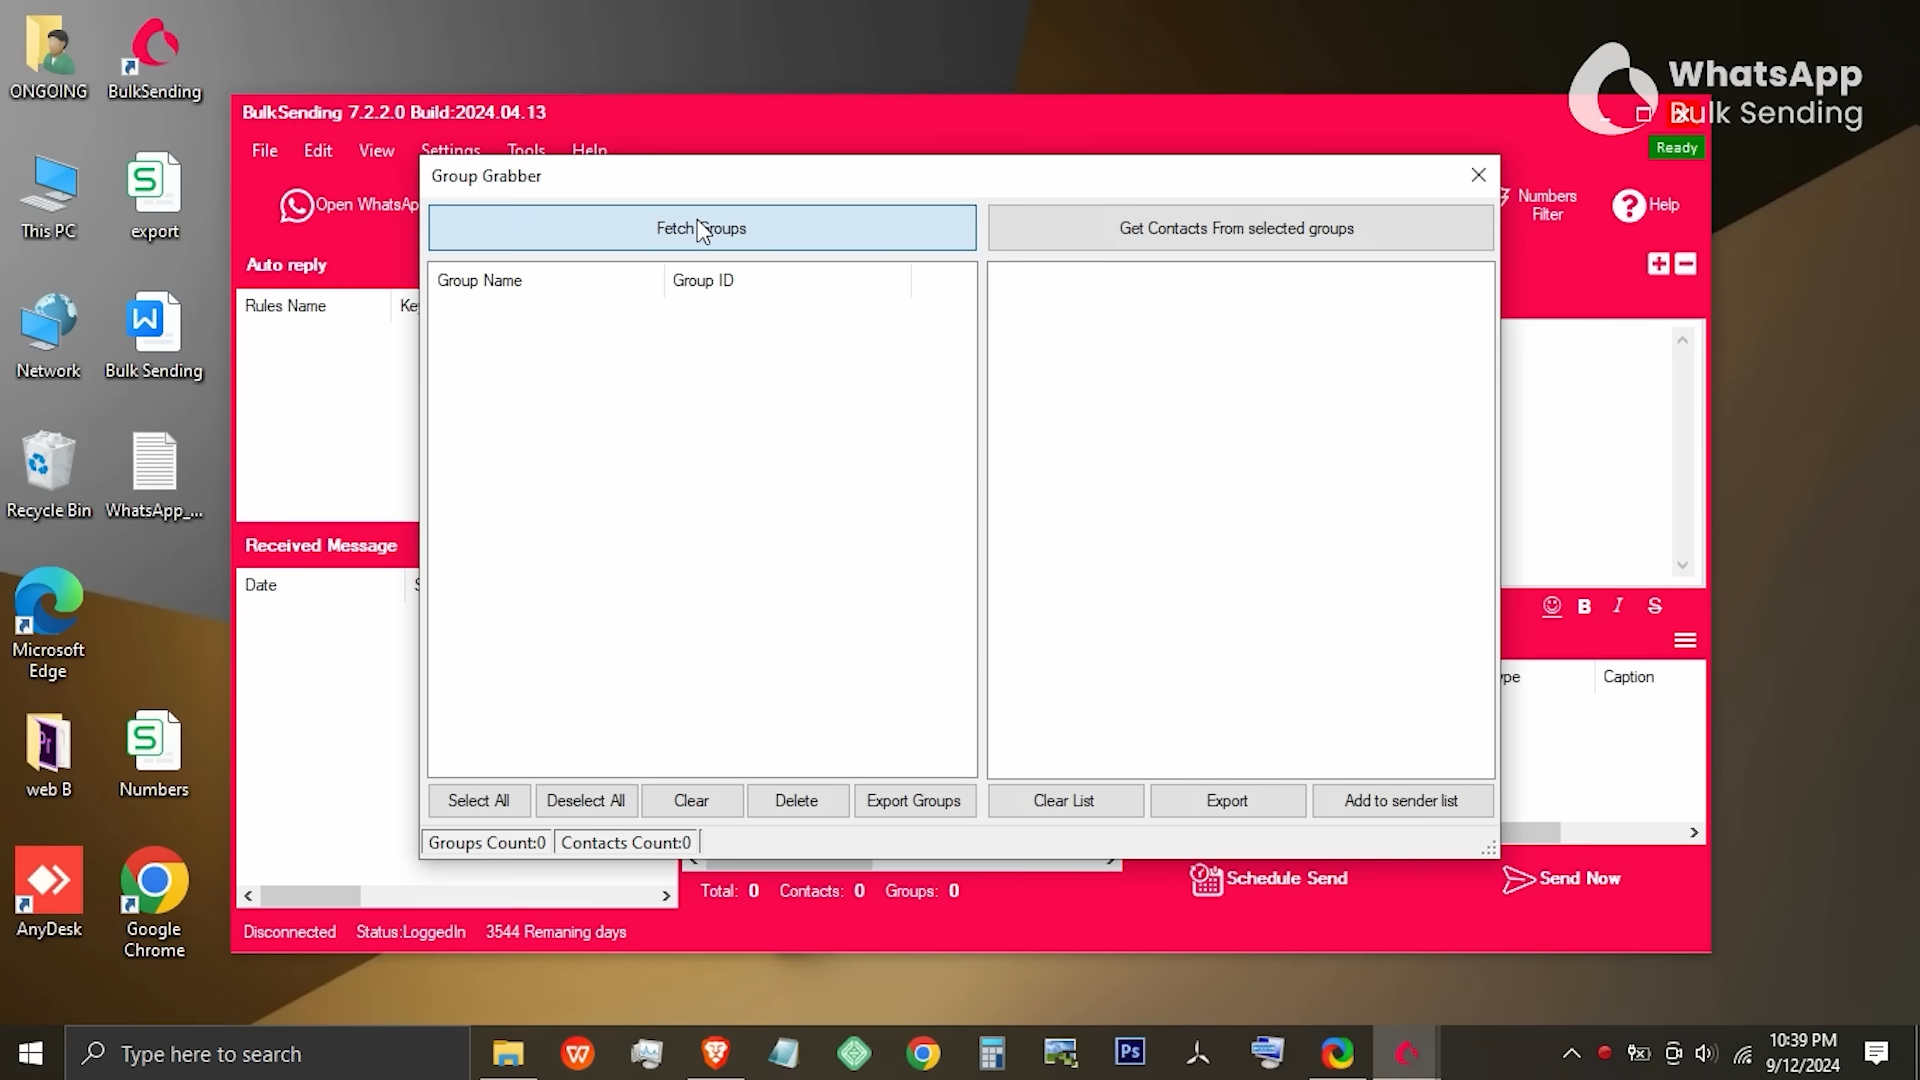 ONGOING
BulkSending
This PC
export
Network
Bulk Sending
Recycle Bin
WhatsApp_...
Microsoft
Edge
web B
Numbers
AnyDesk
Google
Chrome
WhatsApp
Bulk Sending
BulkSending 7.2.2.0 Build:2024.04.13
File Edit View Settings Tools Help
Ready
Open WhatsAp
Numbers
Filter
Help
Auto reply
Rules Name Ke
Received Message
Date S
Group Grabber
Fetch Groups
Get Contacts From selected groups
Group Name Group ID
Select All Deselect All Clear Delete Export Groups Clear List Export Add to sender list
Groups Count:0 Contacts Count:0
B I S
ype Caption
Total: 0 Contacts: 0 Groups: 0
Schedule Send
Send Now
Disconnected Status:LoggedIn 3544 Remaning days
Type here to search
Ps
10:39 PM
9/12/2024